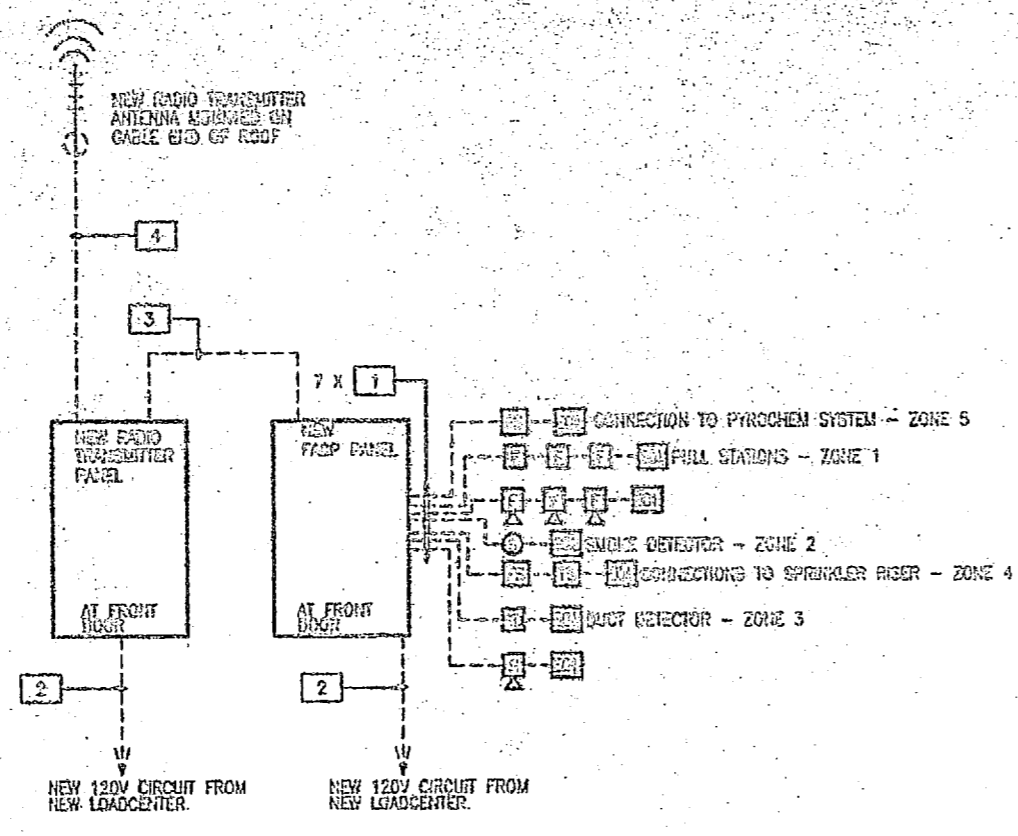 NEW RADIO TRANSMITTER
ANTENNA MOUNTED ON
GABLE END OF ROOF
4
3
7 X 1
NEW RADIO
TRANSMITTER
PANEL
NEW
FACP PANEL
CONNECTION TO PYROCHEM SYSTEM - ZONE 5
PULL STATIONS - ZONE 1
SMOKE DETECTOR - ZONE 2
CONNECTIONS TO SPRINKLER RISER - ZONE 4
DUCT DETECTOR - ZONE 3
AT FRONT
DOOR
AT FRONT
DOOR
2
2
NEW 120V CIRCUIT FROM
NEW LOADCENTER.
NEW 120V CIRCUIT FROM
NEW LOADCENTER.